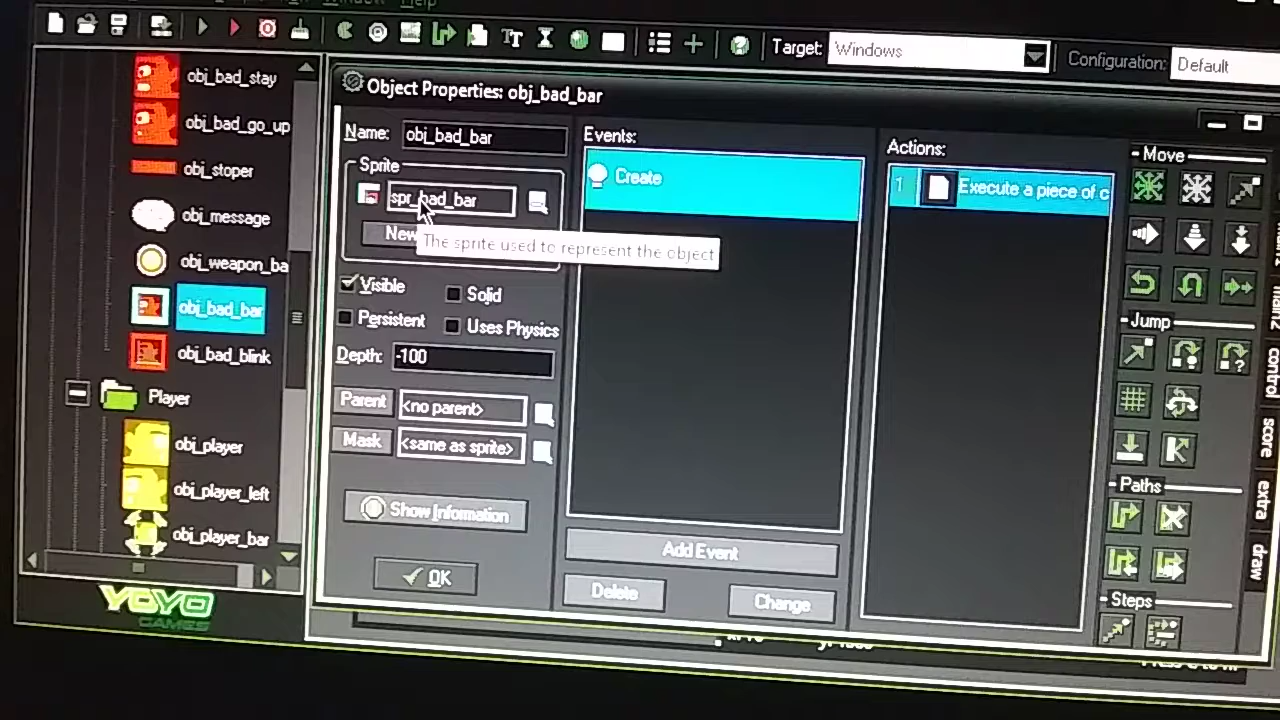 Help
Target:
Windows
Configuration:
Default
obj_bad_stay
obj_bad_go_up
obj_stoper
obj_message
obj_weapon_ba
obj_bad_bar
obj_bad_blink
Player
obj_player
obj_player_left
obj_player_bar
YOYO
GAMES
Object Properties: obj_bad_bar
Name:
obj_bad_bar
Sprite
spr_bad_bar
New
The sprite used to represent the object
Visible
Solid
Persistent
Uses Physics
Depth:
-100
Parent
<no parent>
Mask
<same as sprite>
Show Information
OK
Events:
Create
Add Event
Delete
Change
Actions:
1
Execute a piece of c
Move
Jump
Paths
Steps
control
score
extra
draw